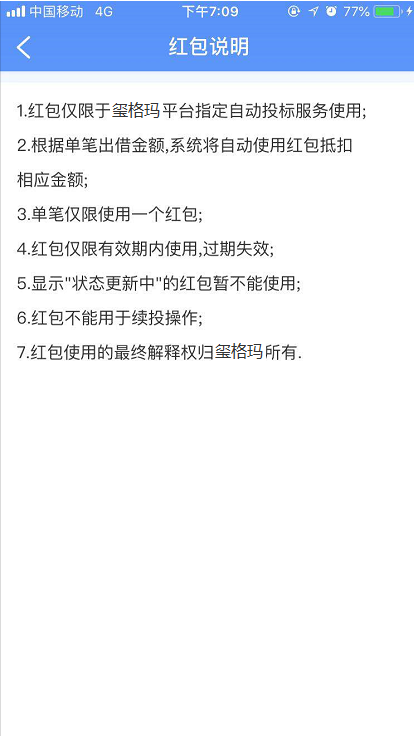 中国移动 4G 下午7:09 77%
红包说明
1.红包仅限于玺格玛平台指定自动投标服务使用;
2.根据单笔出借金额,系统将自动使用红包抵扣
相应金额;
3.单笔仅限使用一个红包;
4.红包仅限有效期内使用,过期失效;
5.显示"状态更新中"的红包暂不能使用;
6.红包不能用于续投操作;
7.红包使用的最终解释权归玺格玛所有.